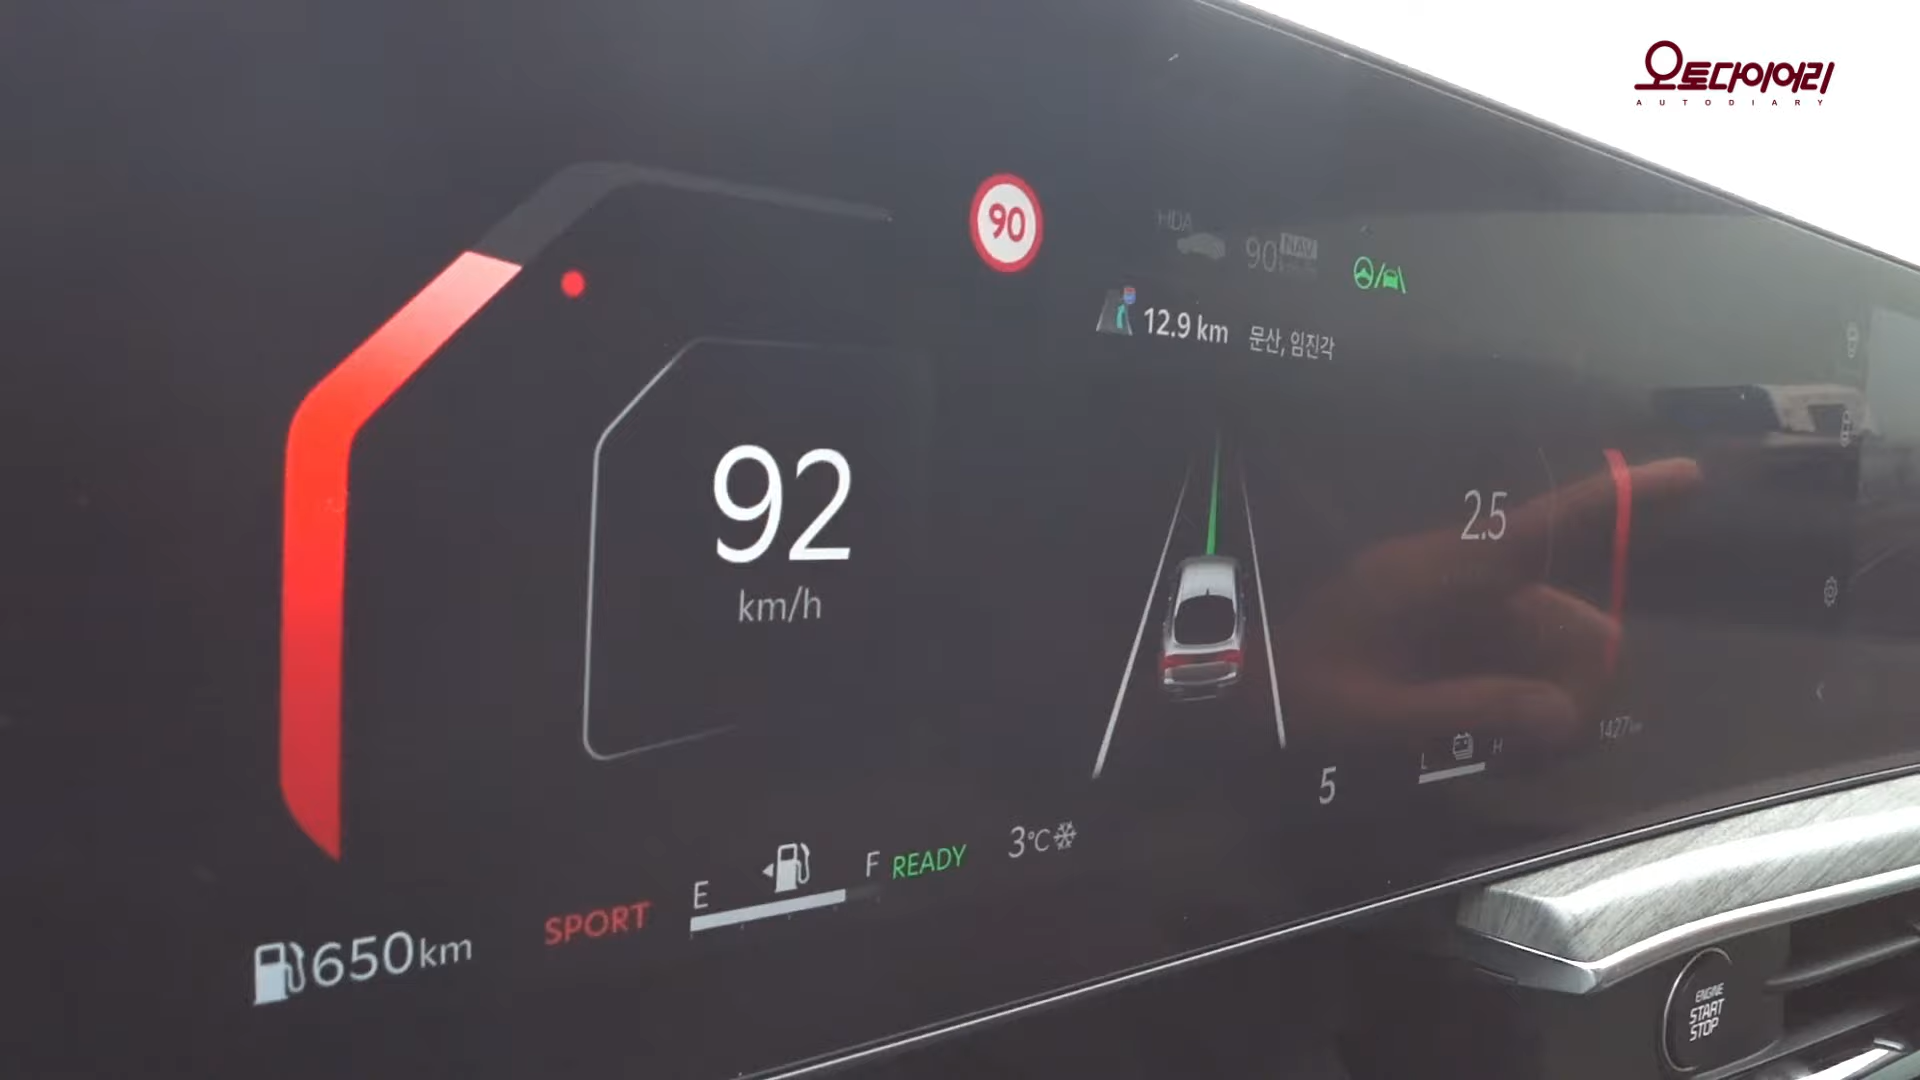 오토다이어리
AUTODIARY
90
HDA
90 NAV
12.9 km 문산, 임진각
92
km/h
2.5
1427
L H
5
3°C
E F READY
SPORT
650km
ENGINE
START
STOP